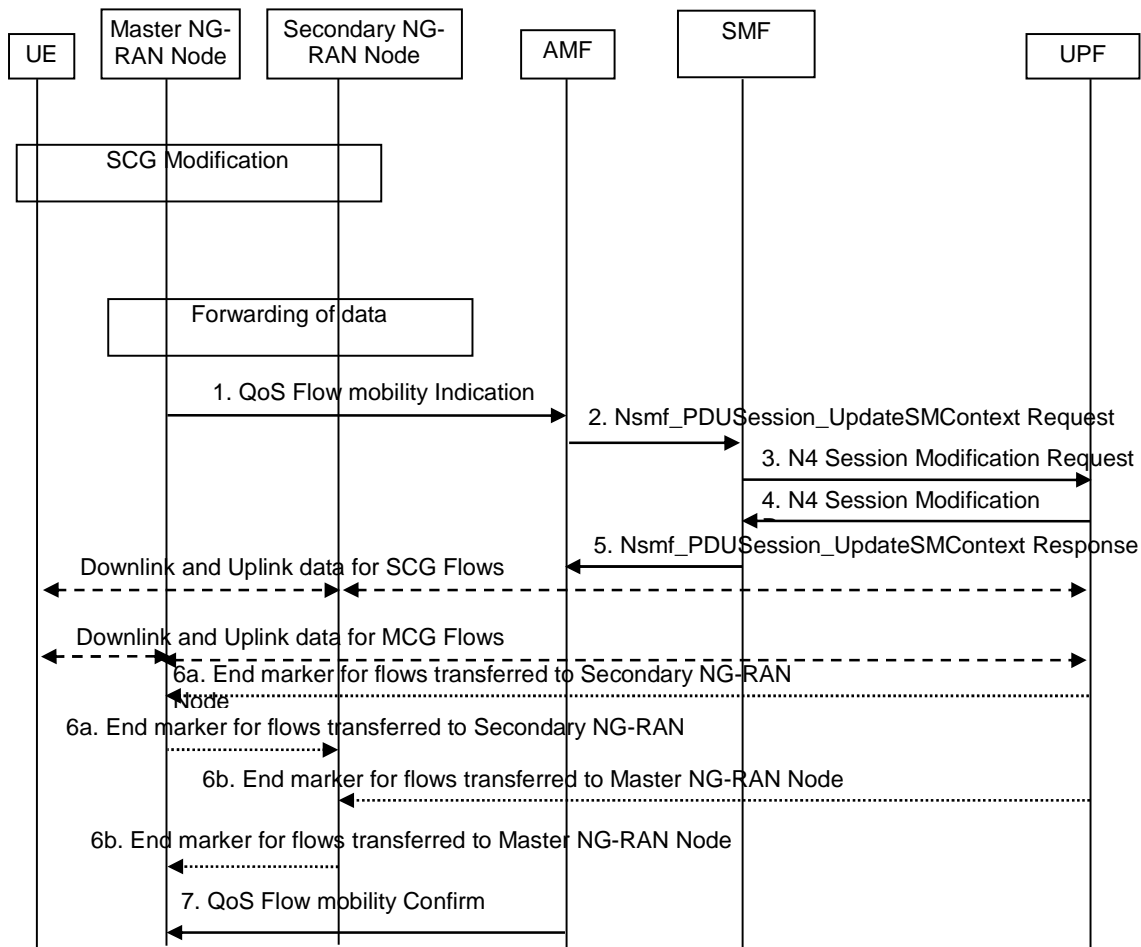 UE
Master NG-
RAN Node
Secondary NG-
RAN Node
AMF
SMF
UPF
SCG Modification
Forwarding of data
1. QoS Flow mobility Indication
2. Nsmf_PDUSession_UpdateSMContext Request
3. N4 Session Modification Request
4. N4 Session Modification
5. Nsmf_PDUSession_UpdateSMContext Response
Downlink and Uplink data for SCG Flows
Downlink and Uplink data for MCG Flows
6a. End marker for flows transferred to Secondary NG-RAN
Node
6a. End marker for flows transferred to Secondary NG-RAN
6b. End marker for flows transferred to Master NG-RAN Node
6b. End marker for flows transferred to Master NG-RAN Node
7. QoS Flow mobility Confirm